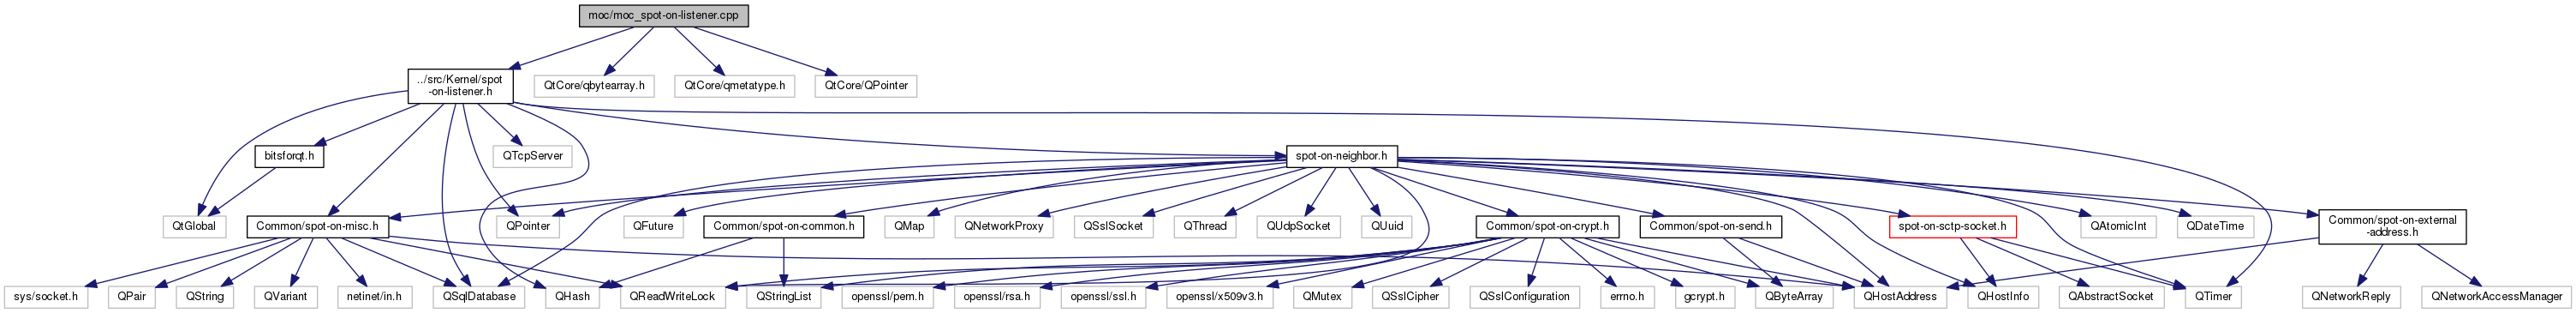 moc/moc_spot-on-listener.cpp
../src/Kernel/spot
-on-listener.h
QtCore/qbytearray.h
QtCore/qmetatype.h
QtCore/QPointer
bitsforqt.h
QTcpServer
spot-on-neighbor.h
QtGlobal
Common/spot-on-misc.h
QPointer
QFuture
Common/spot-on-common.h
QMap
QNetworkProxy
QSslSocket
QThread
QUdpSocket
QUuid
Common/spot-on-crypt.h
Common/spot-on-send.h
spot-on-sctp-socket.h
QAtomicInt
QDateTime
Common/spot-on-external
-address.h
sys/socket.h
QPair
QString
QVariant
netinet/in.h
QSqlDatabase
QHash
QReadWriteLock
QStringList
openssl/pem.h
openssl/rsa.h
openssl/ssl.h
openssl/x509v3.h
QMutex
QSslCipher
QSslConfiguration
errno.h
gcrypt.h
QByteArray
QHostAddress
QHostInfo
QAbstractSocket
QTimer
QNetworkReply
QNetworkAccessManager